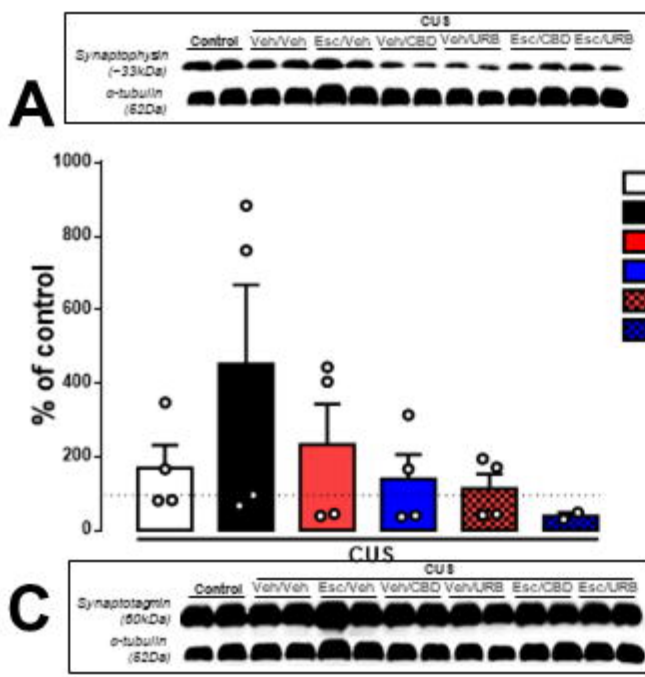 CUS
Control Veh/Veh Esc/Veh Veh/CBD Veh/URB Esc/CBD Esc/URB
Synaptophysin
(~33kDa)
α-tubulin
(52Da)
A
1000
800
600
400
200
0
% of control
CUS
C
CUS
Control Veh/Veh Esc/Veh Veh/CBD Veh/URB Esc/CBD Esc/URB
Synaptotagmin
(60kDa)
α-tubulin
(52Da)